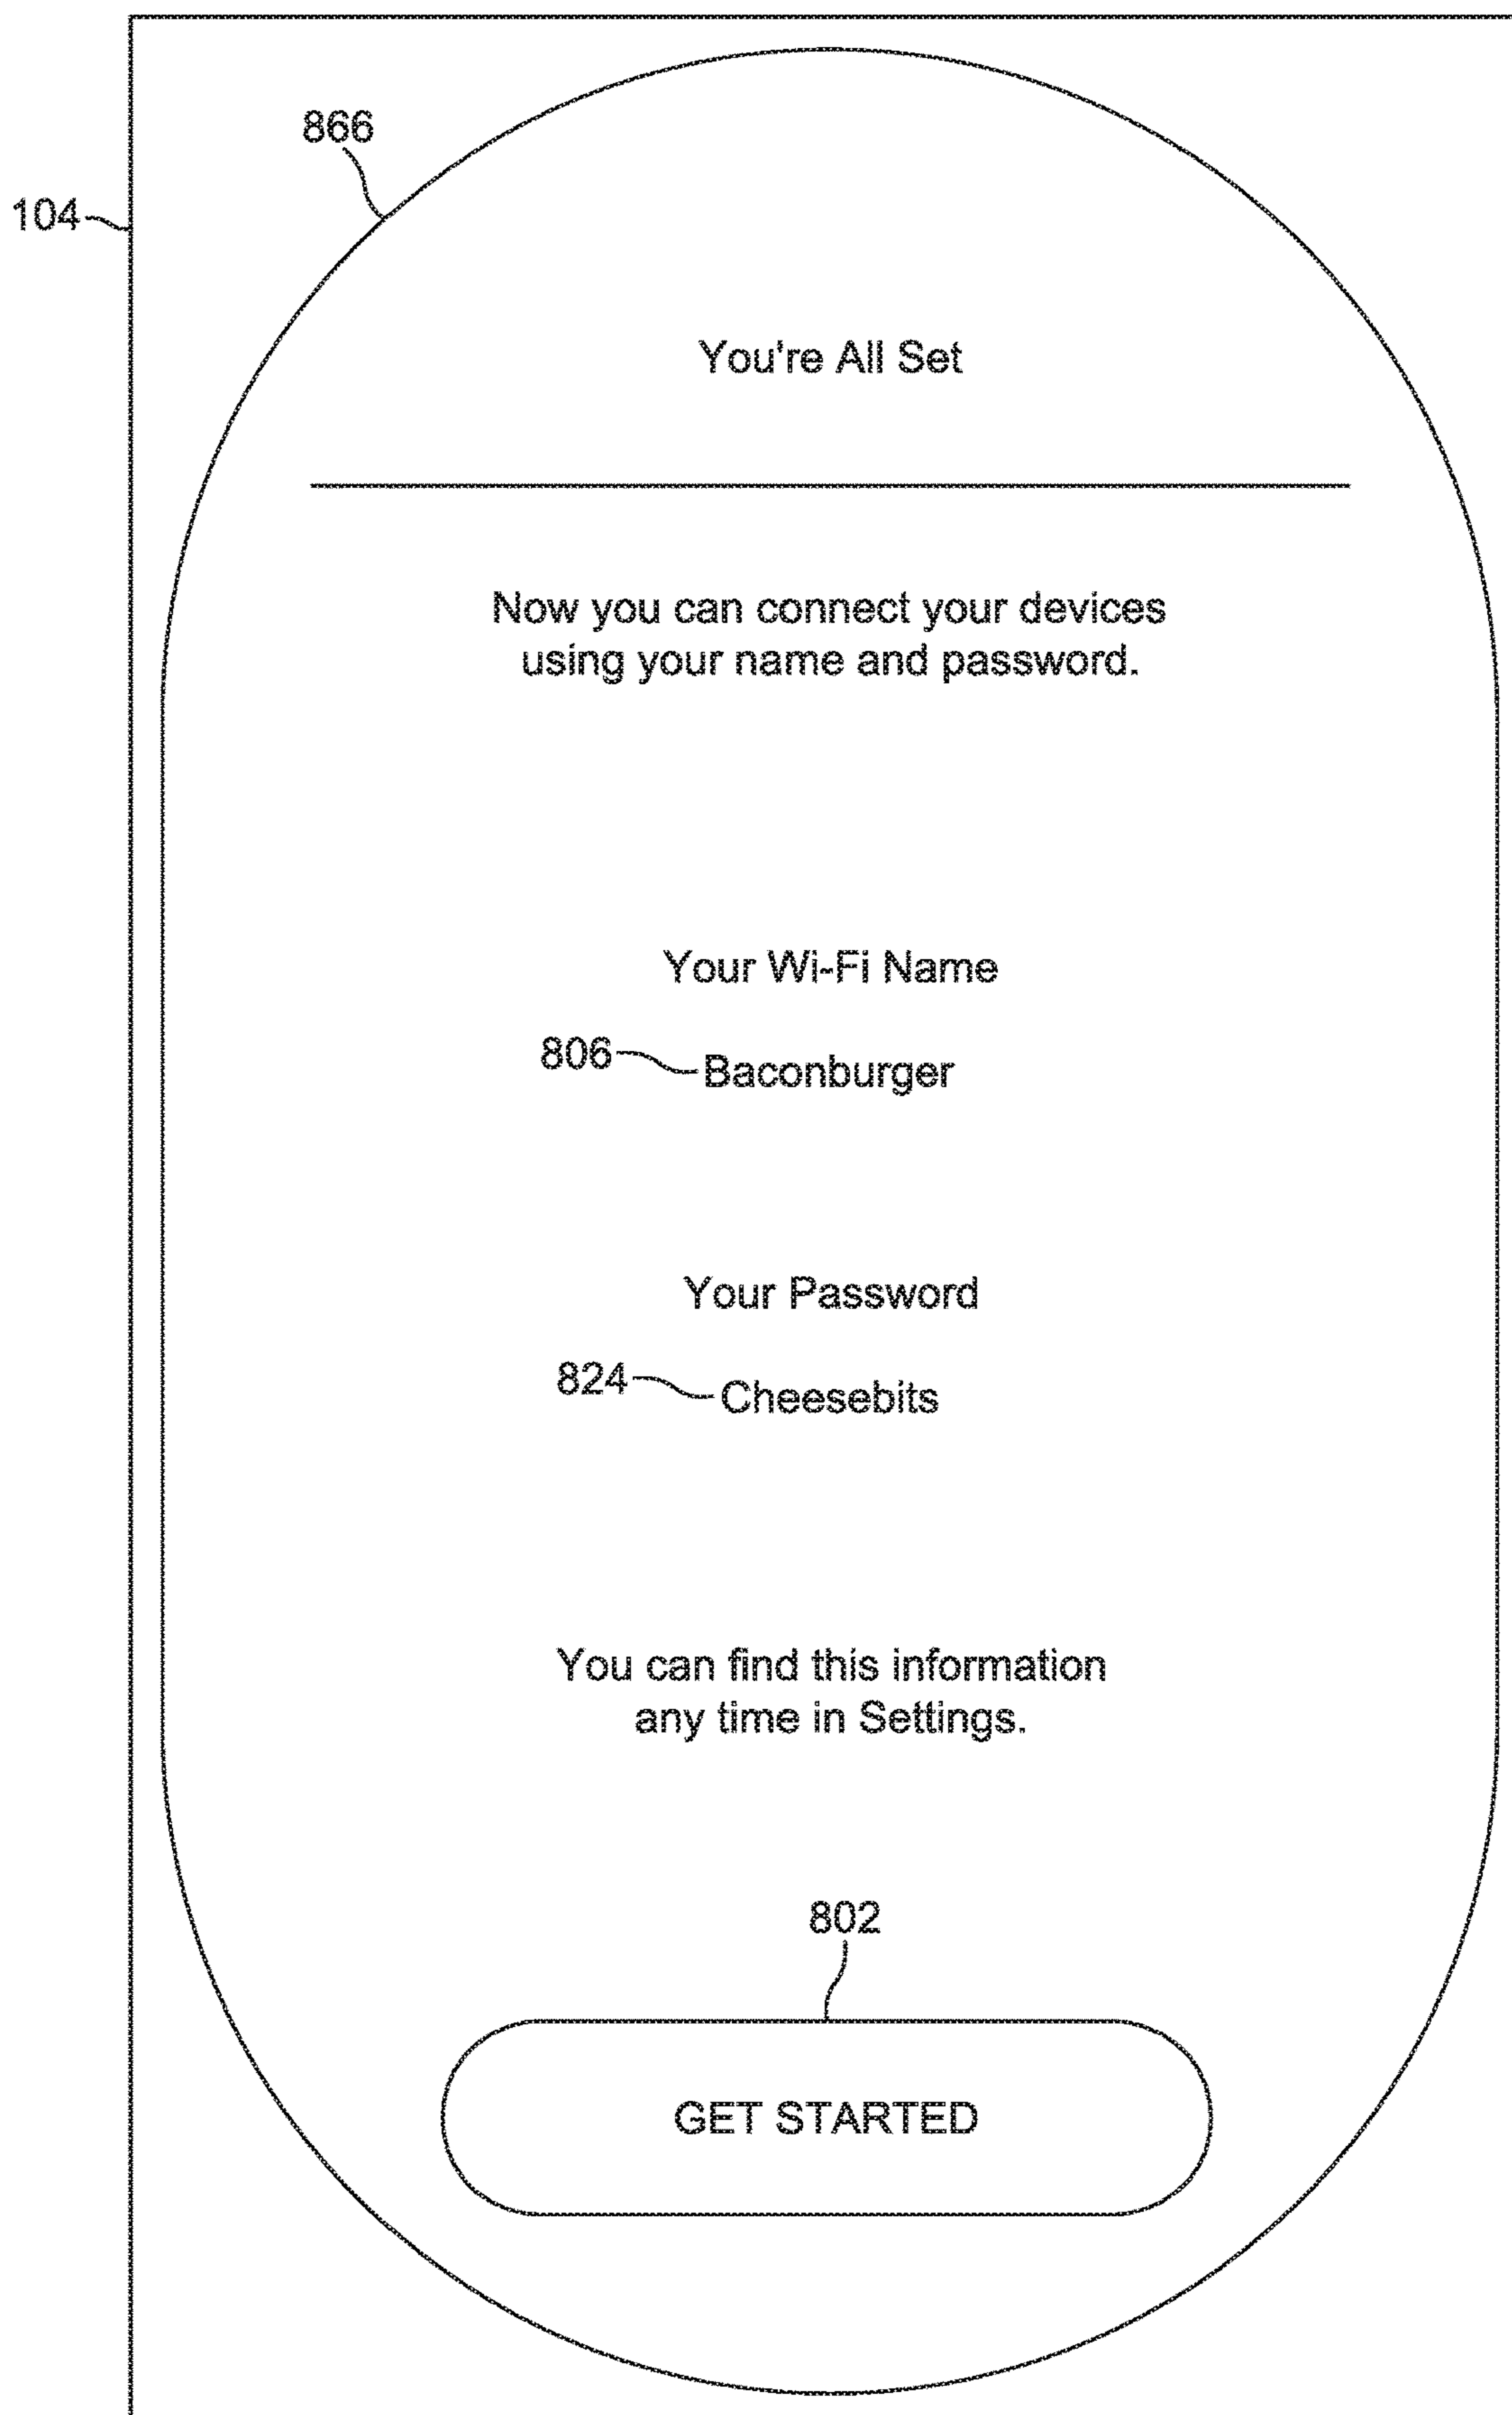 866
104
You're All Set
Now you can connect your devices
using your name and password.
Your Wi-Fi Name
806 Baconburger
Your Password
824 Cheesebits
You can find this information
any time in Settings.
802
GET STARTED